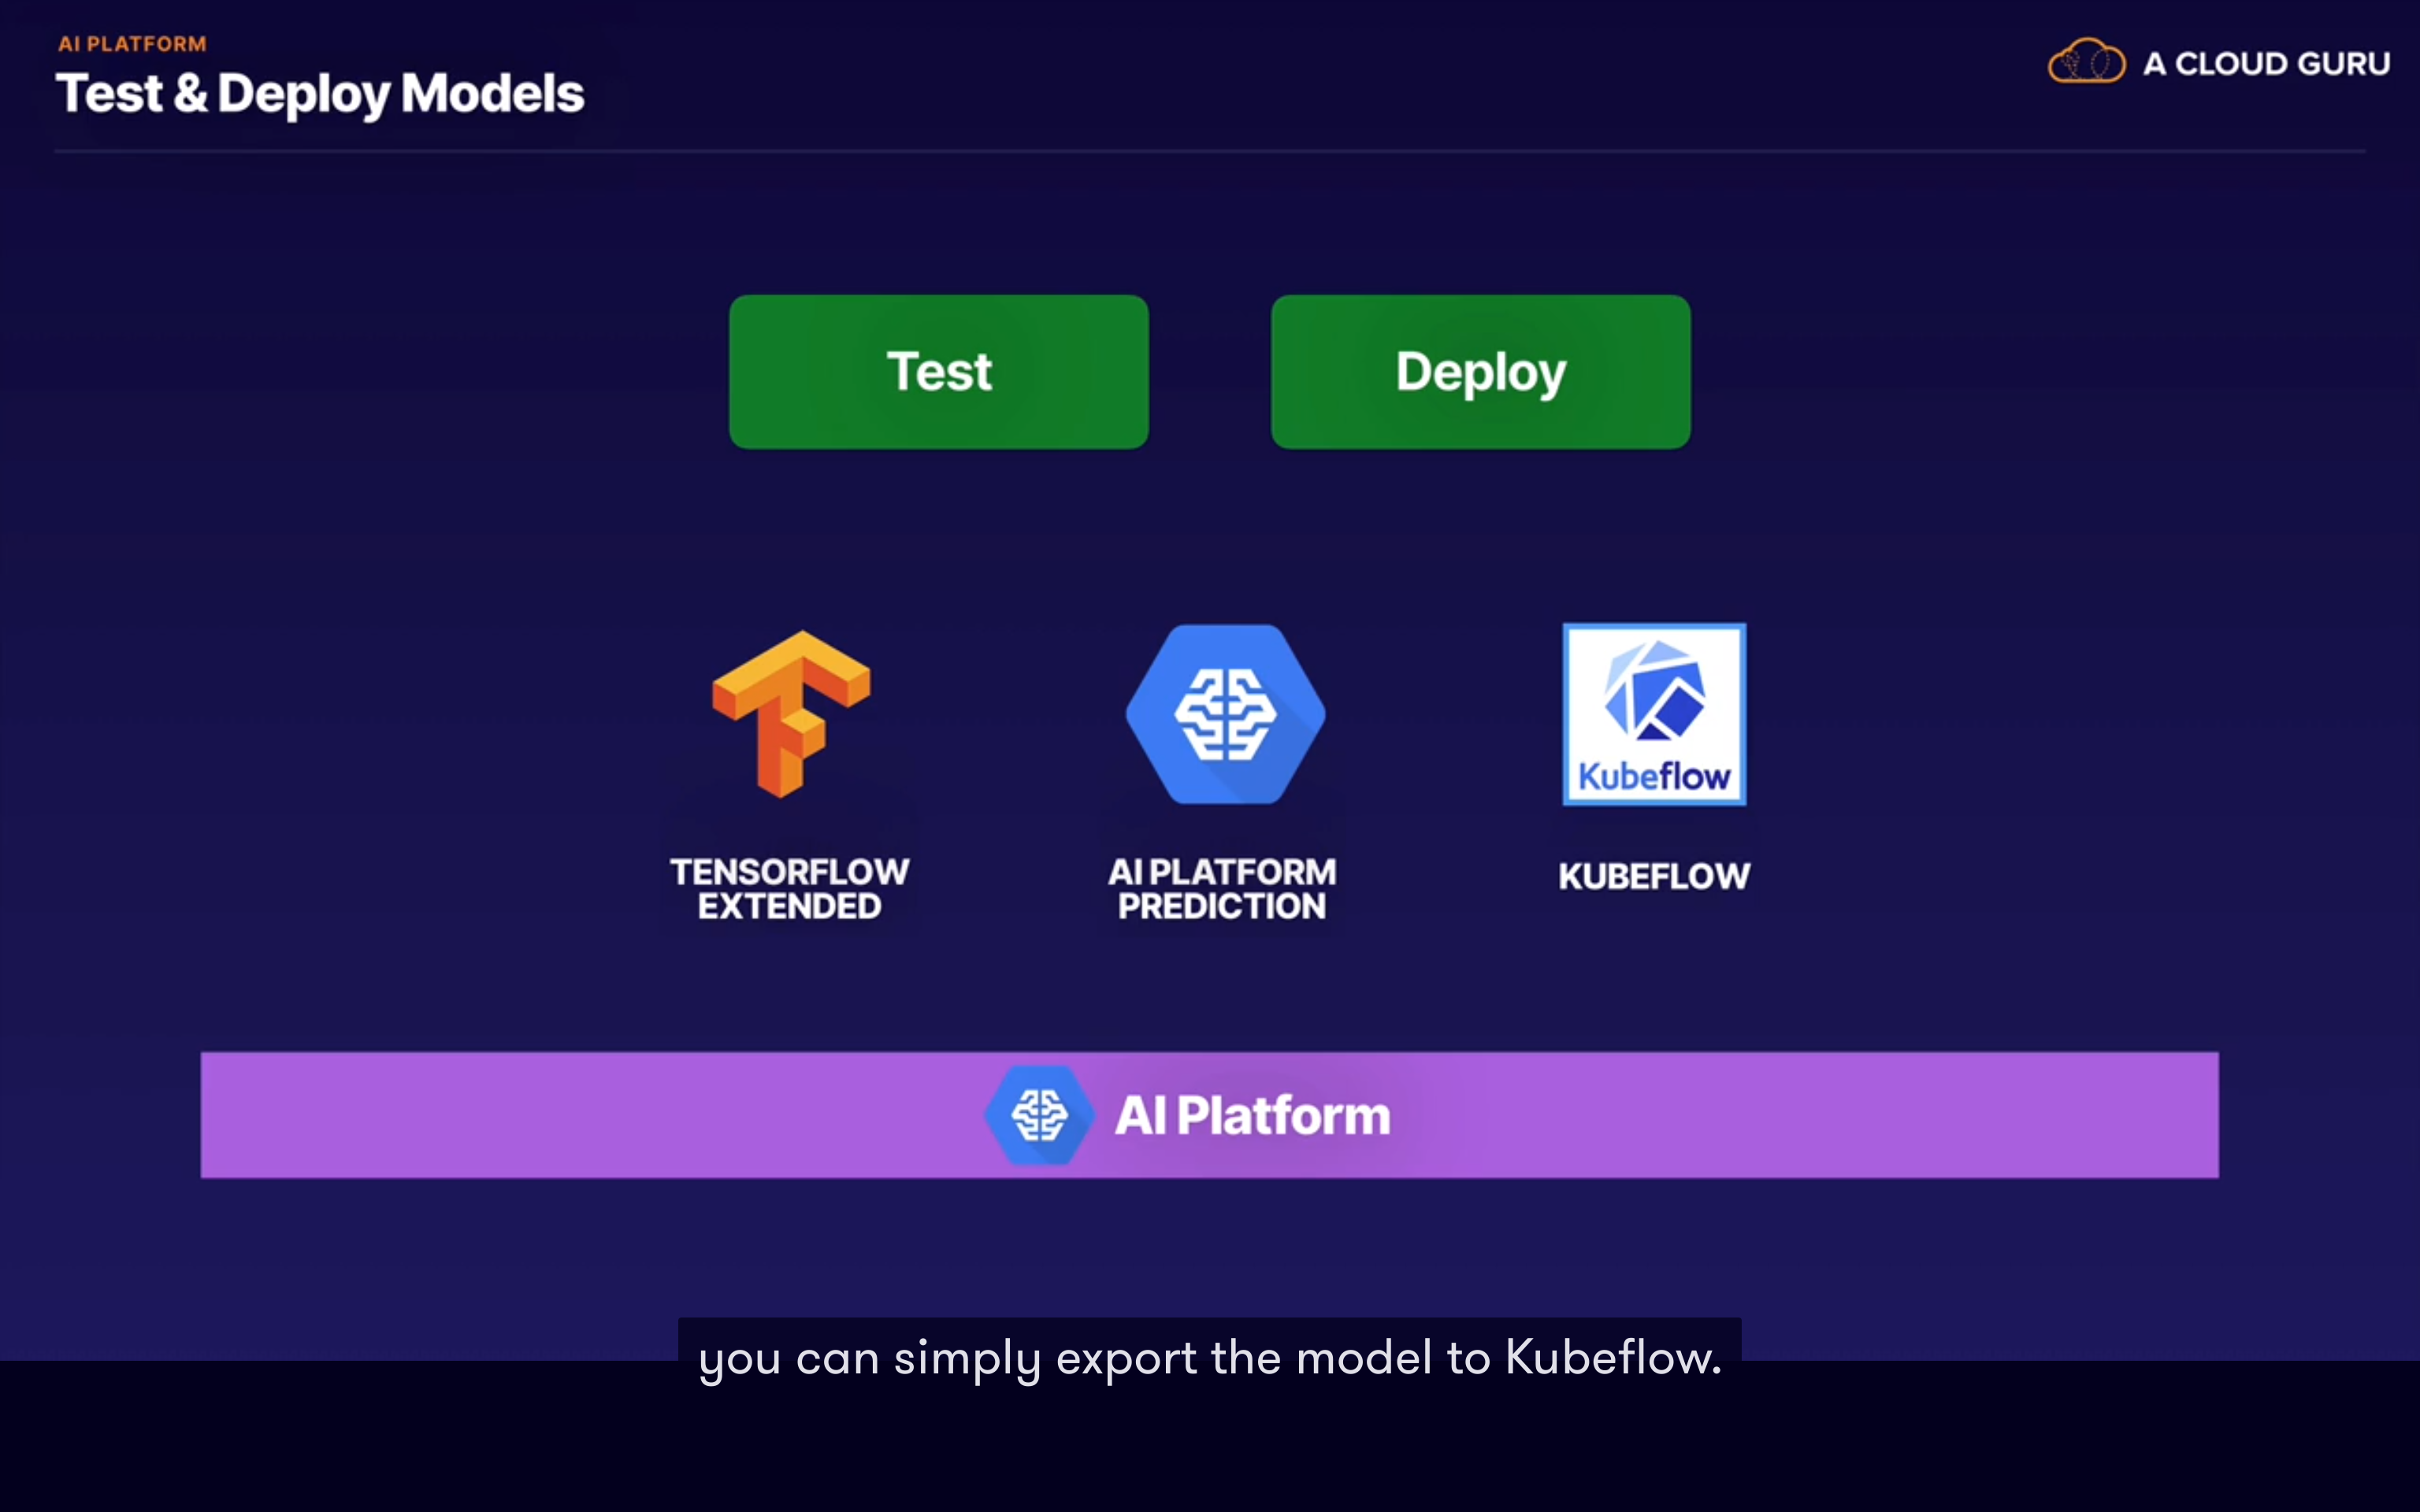 AI PLATFORM
Test & Deploy Models
A CLOUD GURU
Test
Deploy
Kubeflow
TENSORFLOW
EXTENDED
AI PLATFORM
PREDICTION
KUBEFLOW
AI Platform
you can simply export the model to Kubeflow.